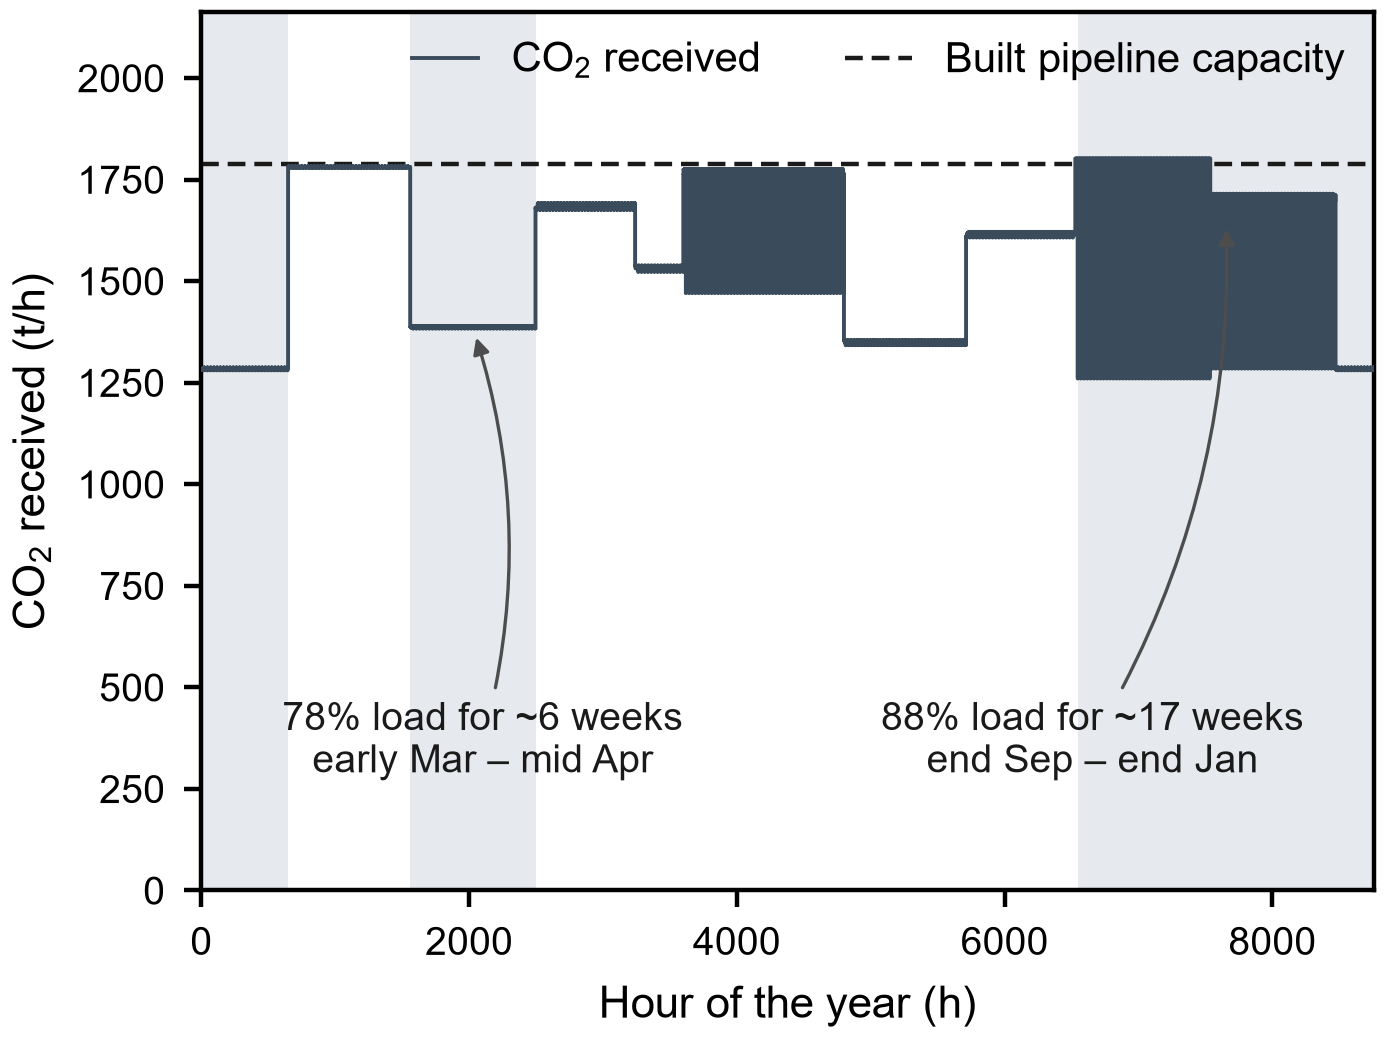 CO₂ received
Built pipeline capacity
CO₂ received (t/h)
2000
1750
1500
1250
1000
750
500
250
0
78% load for ~6 weeks
early Mar – mid Apr
88% load for ~17 weeks
end Sep – end Jan
0 2000 4000 6000 8000
Hour of the year (h)